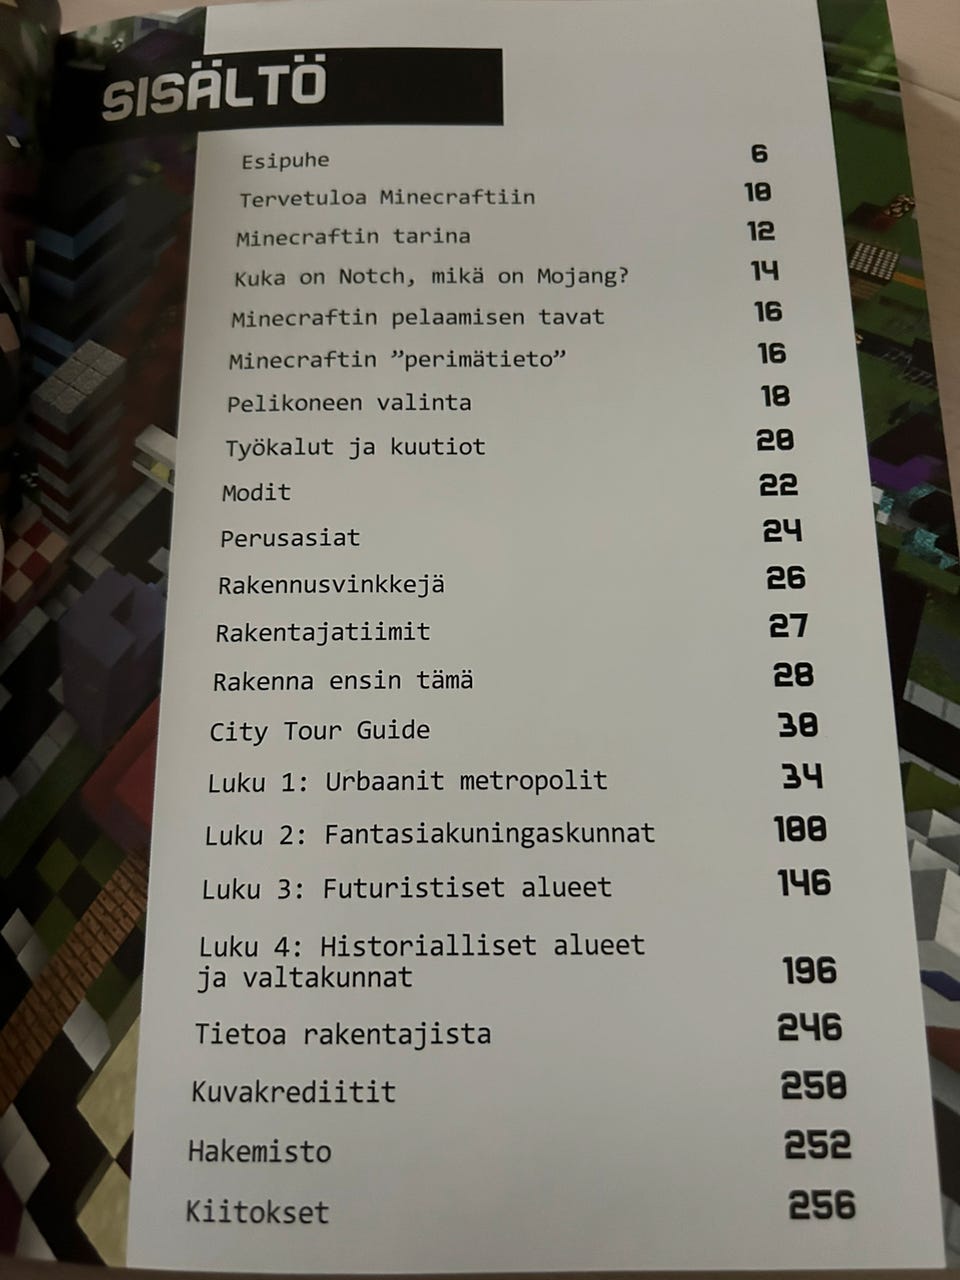 SISÄLTÖ
Esipuhe 6
Tervetuloa Minecraftiin 10
Minecraftin tarina 12
Kuka on Notch, mikä on Mojang? 14
Minecraftin pelaamisen tavat 16
Minecraftin ”perimätieto” 16
Pelikoneen valinta 18
Työkalut ja kuutiot 20
Modit 22
Perusasiat 24
Rakennusvinkkejä 26
Rakentajatiimit 27
Rakenna ensin tämä 28
City Tour Guide 30
Luku 1: Urbaanit metropolit 34
Luku 2: Fantasiakuningaskunnat 100
Luku 3: Futuristiset alueet 146
Luku 4: Historialliset alueet
ja valtakunnat 196
Tietoa rakentajista 246
Kuvakrediitit 250
Hakemisto 252
Kiitokset 256